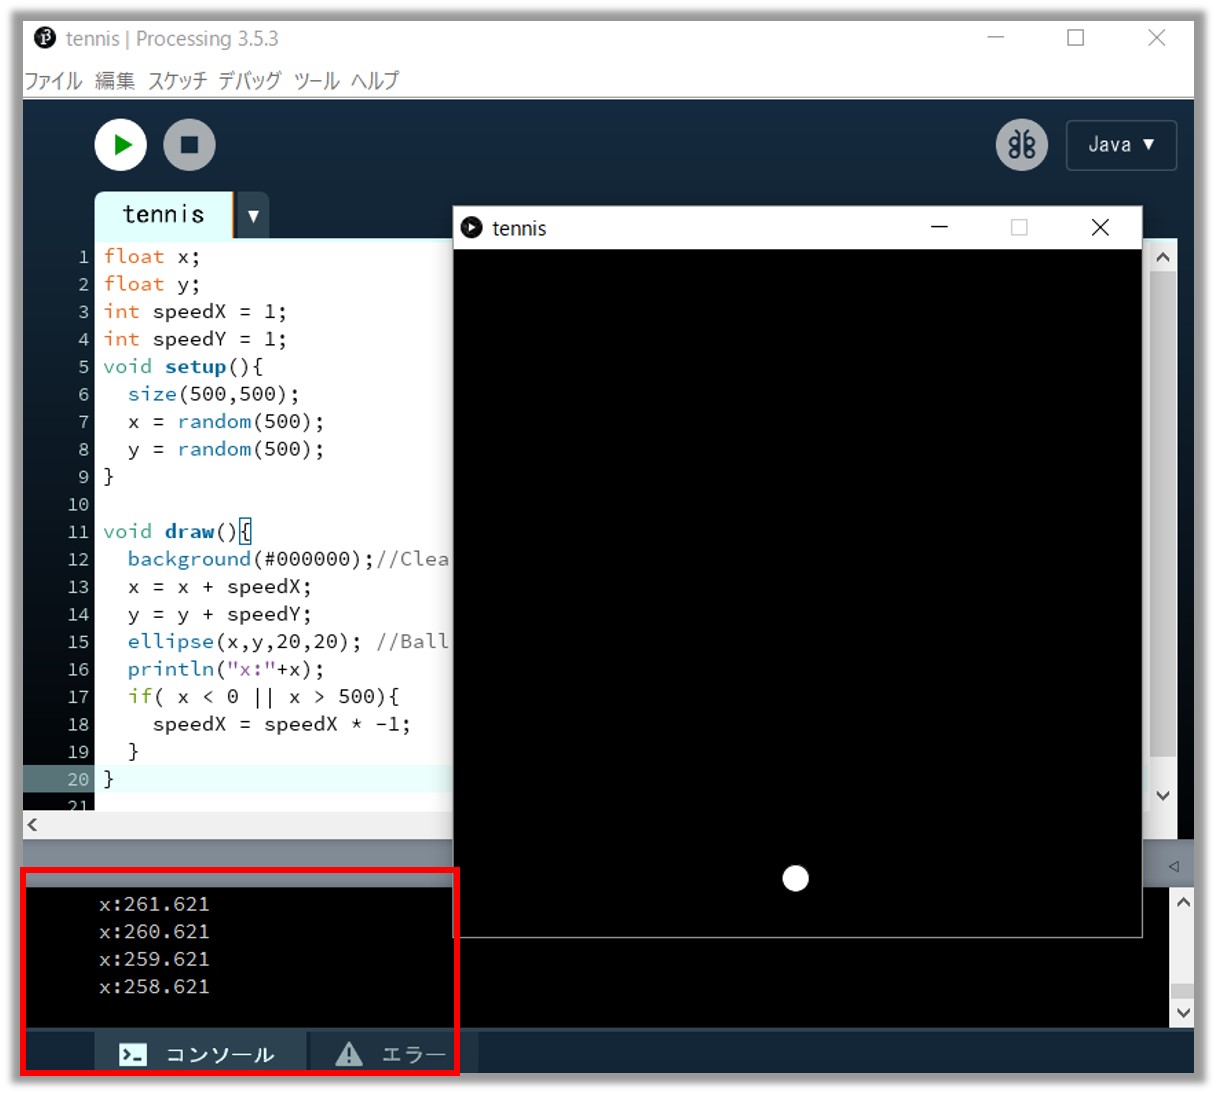 tennis | Processing 3.5.3
ファイル 編集 スケッチ デバッグ ツール ヘルプ
Java ▼
tennis ▼
tennis
1 float x;
2 float y;
3 int speedX = 1;
4 int speedY = 1;
5 void setup(){
6 size(500,500);
7 x = random(500);
8 y = random(500);
9 }
10
11 void draw(){
12 background(#000000);//Clea
13 x = x + speedX;
14 y = y + speedY;
15 ellipse(x,y,20,20); //Ball
16 println("x:"+x);
17 if( x < 0 || x > 500){
18 speedX = speedX * -1;
19 }
20 }
21
x:261.621
x:260.621
x:259.621
x:258.621
コンソール エラー